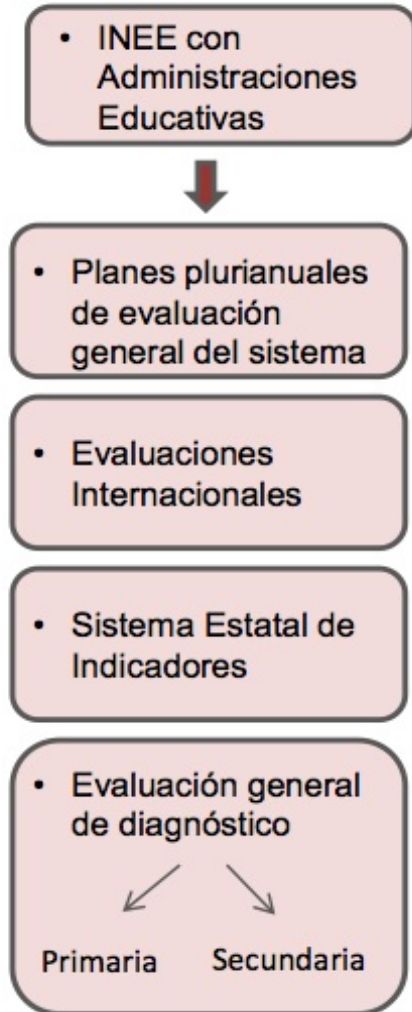 • INEE con
Administraciones
Educativas
• Planes plurianuales
de evaluación
general del sistema
• Evaluaciones
Internacionales
• Sistema Estatal de
Indicadores
• Evaluación general
de diagnóstico
Primaria Secundaria